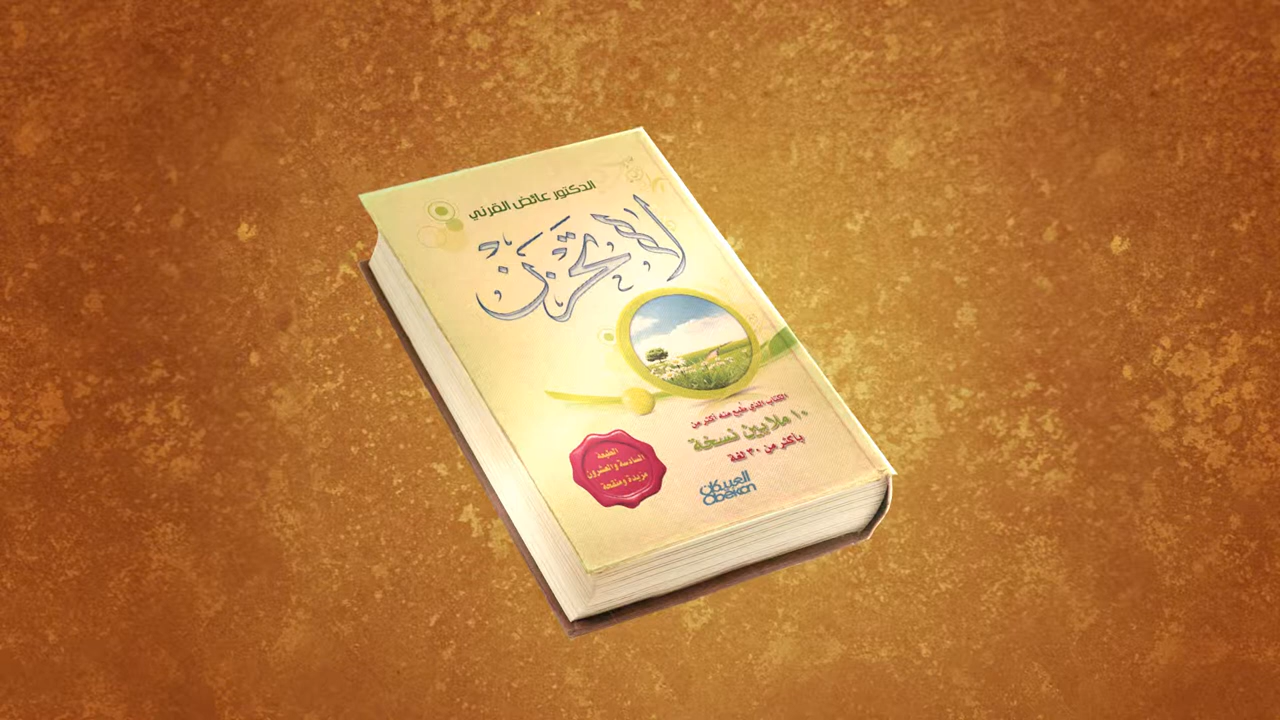 الدكتور عائض القرني
لا تحزن
الكتاب الذي طبع منه أكثر من
١٠ ملايين نسخة
بأكثر من ٣٠ لغة
الطبعة
السادسة والعشرون
مزيدة ومنقحة
العبيكان
Obekan